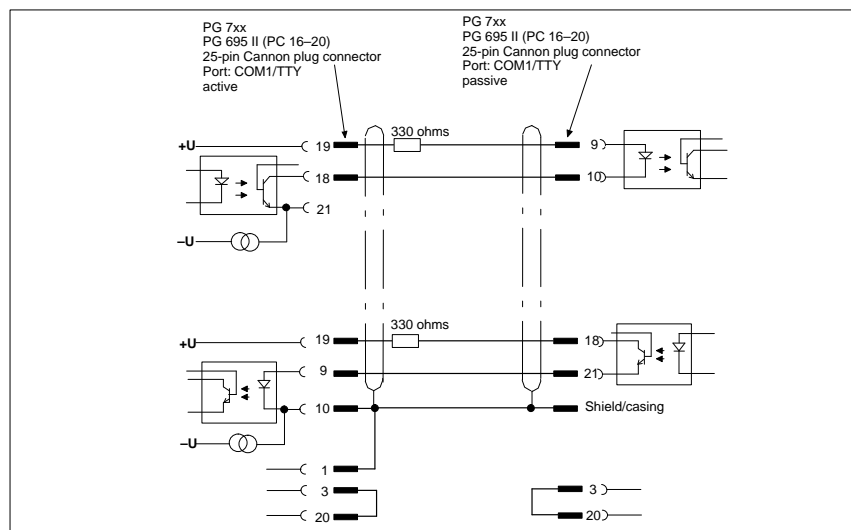 PG 7xx
PG 695 II (PC 16–20)
25-pin Cannon plug connector
Port: COM1/TTY
active
PG 7xx
PG 695 II (PC 16–20)
25-pin Cannon plug connector
Port: COM1/TTY
passive
330 ohms
+U
19
9
18
10
21
–U
330 ohms
+U
19
18
9
21
10
Shield/casing
–U
1
3
3
20
20